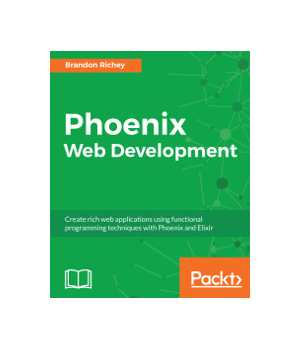 Brandon Richey
Phoenix
Web Development
Create rich web applications using functional
programming techniques with Phoenix and Elixir
Packt>